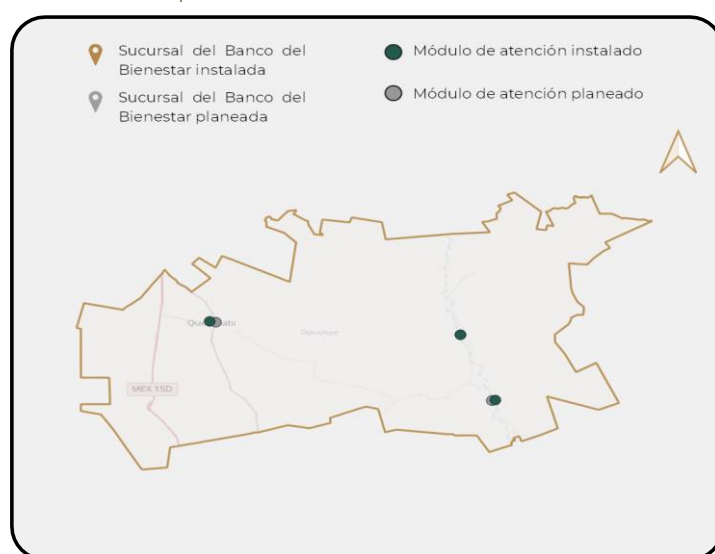 Sucursal del Banco del
Bienestar instalada
Módulo de atención instalado
Sucursal del Banco del
Bienestar planeada
Módulo de atención planeado
Opodepe
MEX 15D